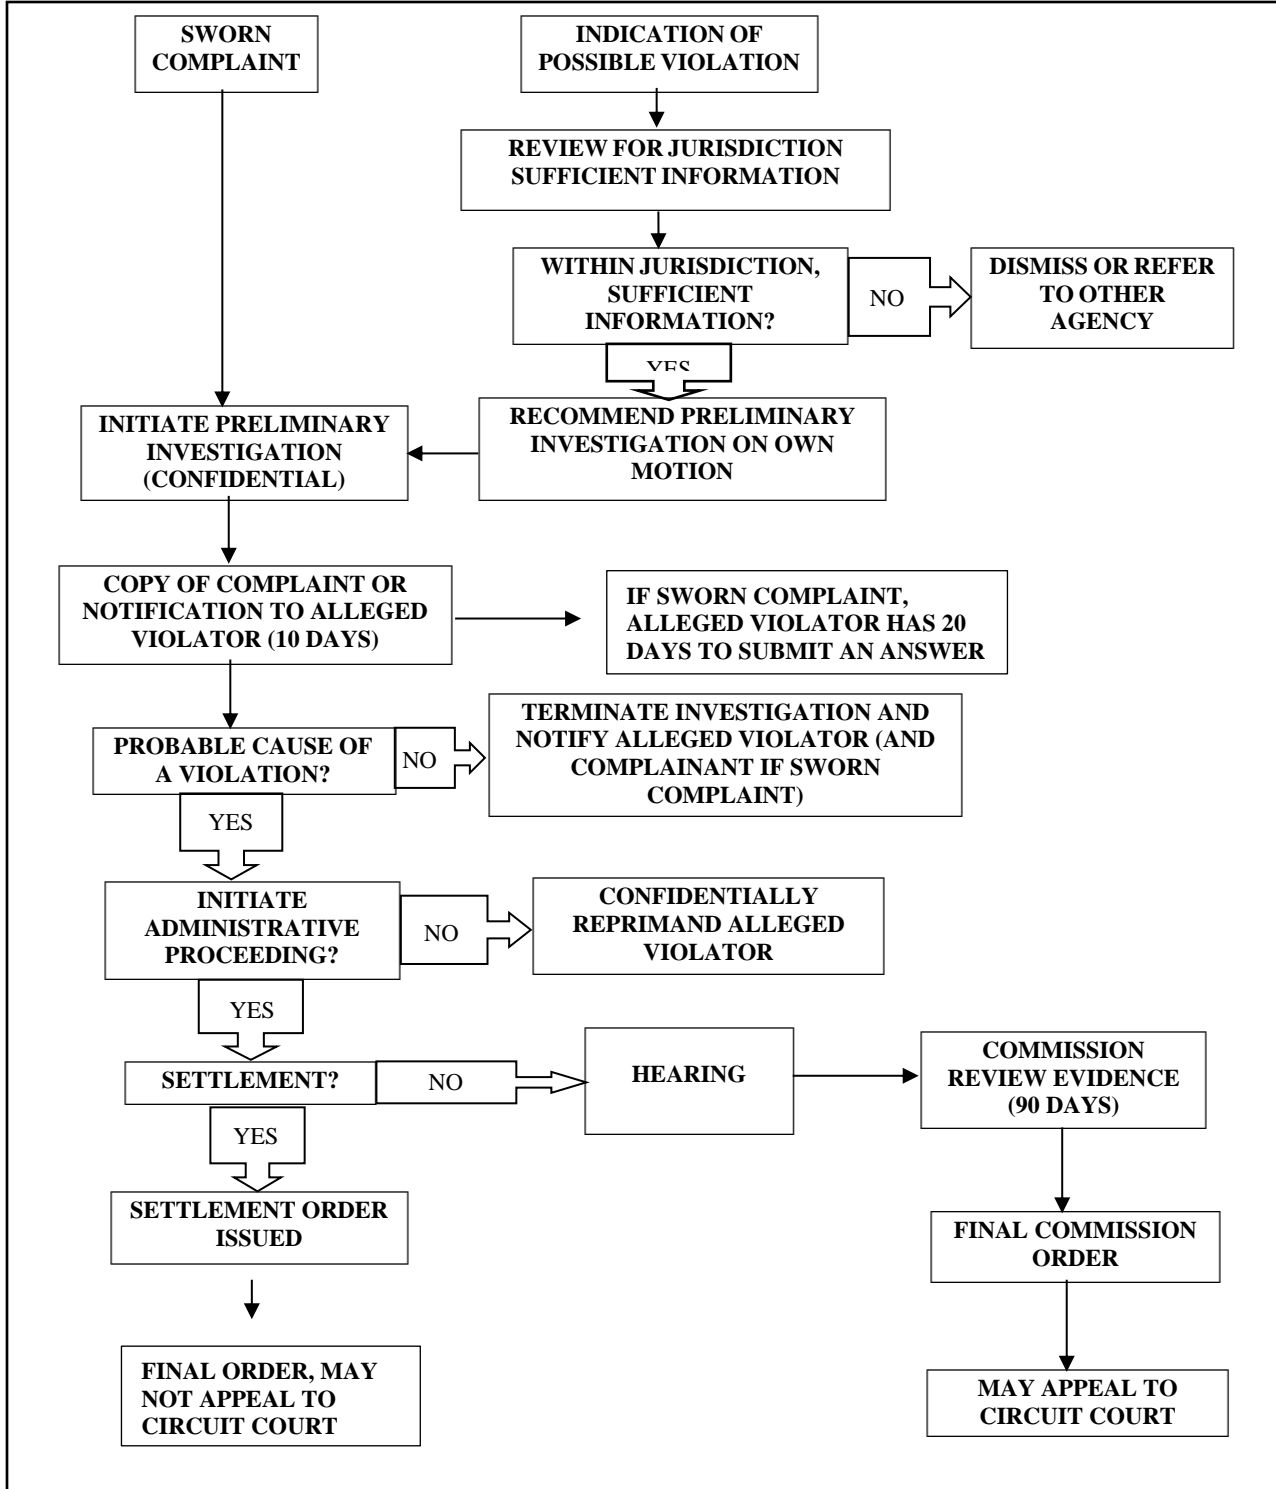 SWORN
COMPLAINT
INDICATION OF
POSSIBLE VIOLATION
REVIEW FOR JURISDICTION
SUFFICIENT INFORMATION
WITHIN JURISDICTION,
SUFFICIENT
INFORMATION?
NO
DISMISS OR REFER
TO OTHER
AGENCY
YES
INITIATE PRELIMINARY
INVESTIGATION
(CONFIDENTIAL)
RECOMMEND PRELIMINARY
INVESTIGATION ON OWN
MOTION
COPY OF COMPLAINT OR
NOTIFICATION TO ALLEGED
VIOLATOR (10 DAYS)
IF SWORN COMPLAINT,
ALLEGED VIOLATOR HAS 20
DAYS TO SUBMIT AN ANSWER
PROBABLE CAUSE OF
A VIOLATION?
NO
TERMINATE INVESTIGATION AND
NOTIFY ALLEGED VIOLATOR (AND
COMPLAINANT IF SWORN
COMPLAINT)
YES
INITIATE
ADMINISTRATIVE
PROCEEDING?
NO
CONFIDENTIALLY
REPRIMAND ALLEGED
VIOLATOR
YES
SETTLEMENT?
NO
HEARING
COMMISSION
REVIEW EVIDENCE
(90 DAYS)
YES
SETTLEMENT ORDER
ISSUED
FINAL COMMISSION
ORDER
FINAL ORDER, MAY
NOT APPEAL TO
CIRCUIT COURT
MAY APPEAL TO
CIRCUIT COURT